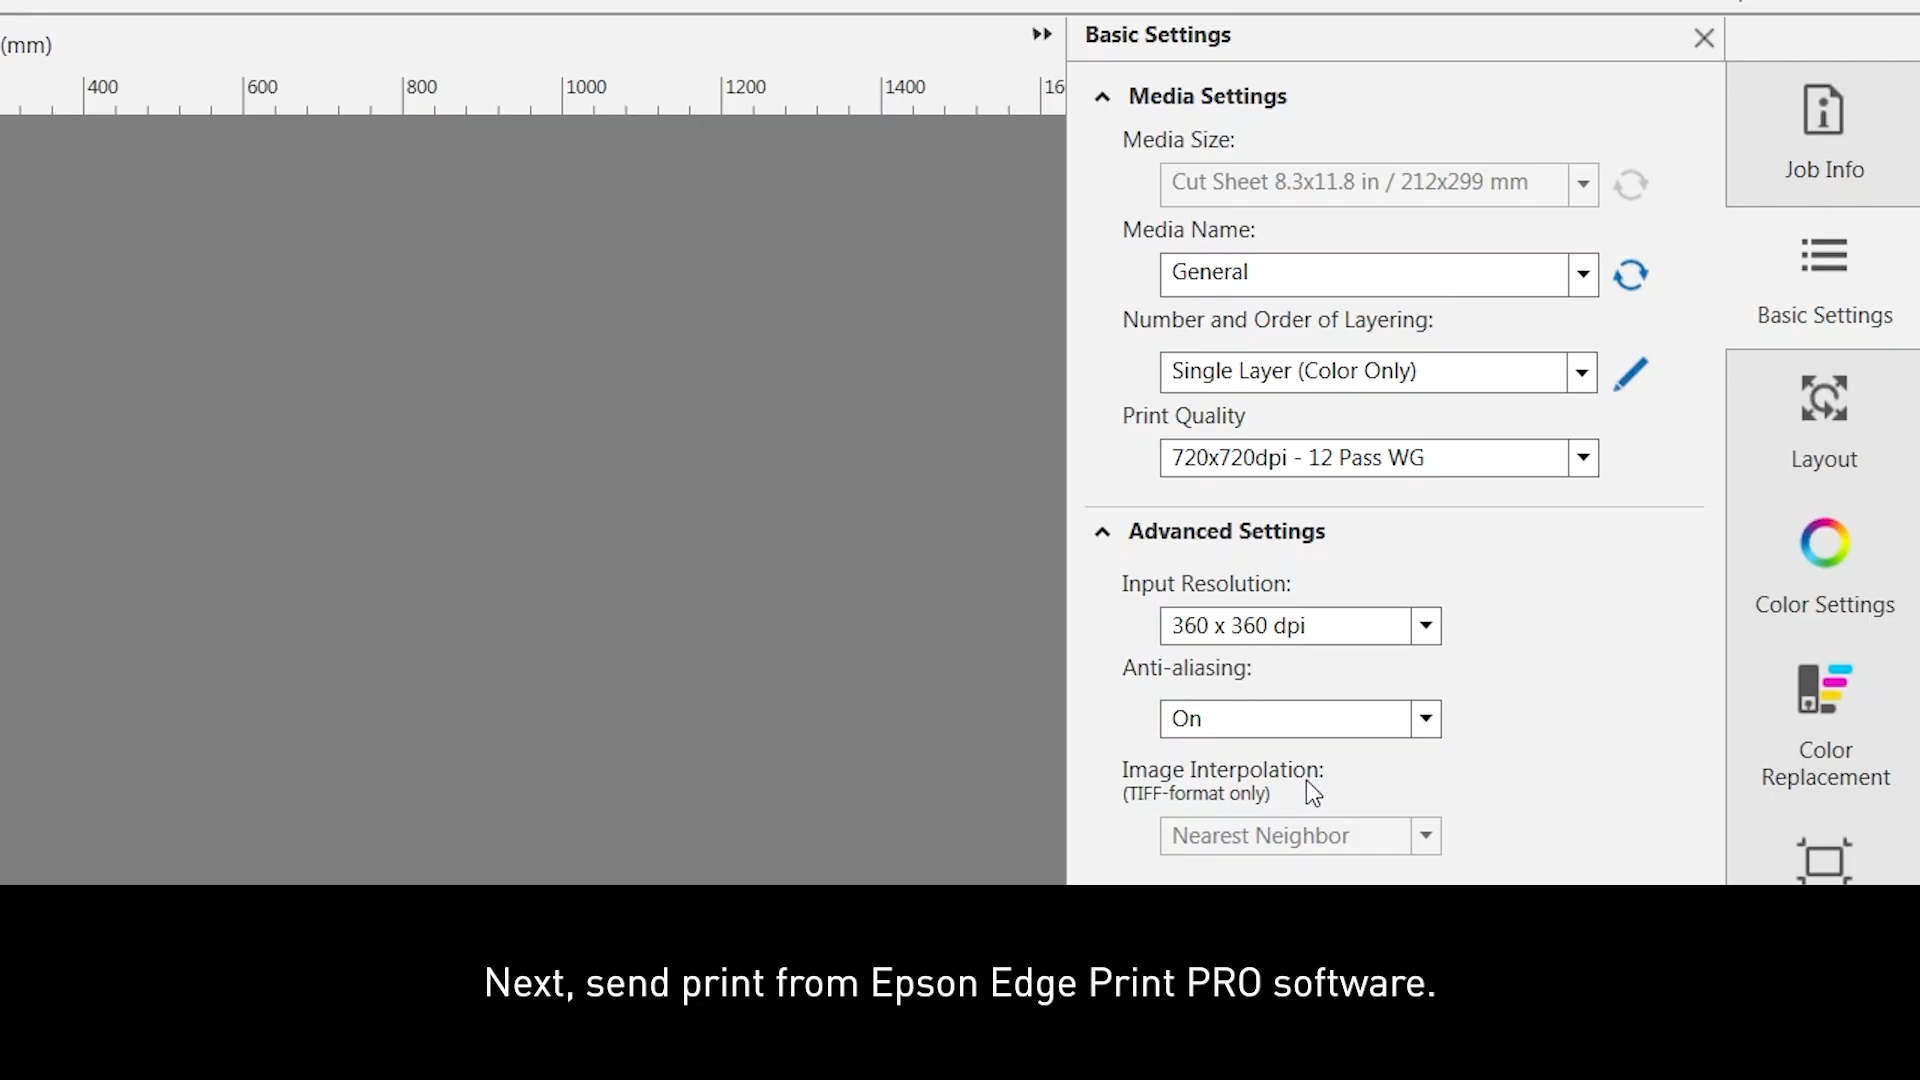 (mm)
400 600 800 1000 1200 1400 16
Basic Settings
Media Settings
Media Size:
Cut Sheet 8.3x11.8 in / 212x299 mm
Media Name:
General
Number and Order of Layering:
Single Layer (Color Only)
Print Quality
720x720dpi - 12 Pass WG
Advanced Settings
Input Resolution:
360 x 360 dpi
Anti-aliasing:
On
Image Interpolation:
(TIFF-format only)
Nearest Neighbor
Job Info
Basic Settings
Layout
Color Settings
Color
Replacement
Next, send print from Epson Edge Print PRO software.